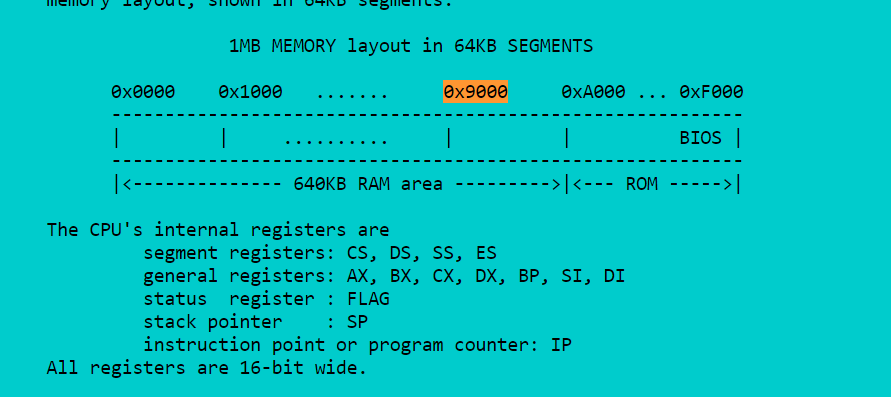 memory layout, shown in 64KB segments.
1MB MEMORY layout in 64KB SEGMENTS
0x0000 0x1000 ....... 0x9000 0xA000 ... 0xF000
-----------------------------------------------------------
| | .......... | | BIOS |
-----------------------------------------------------------
|<-------------- 640KB RAM area --------->|<--- ROM ----->|
The CPU's internal registers are
segment registers: CS, DS, SS, ES
general registers: AX, BX, CX, DX, BP, SI, DI
status register : FLAG
stack pointer : SP
instruction point or program counter: IP
All registers are 16-bit wide.